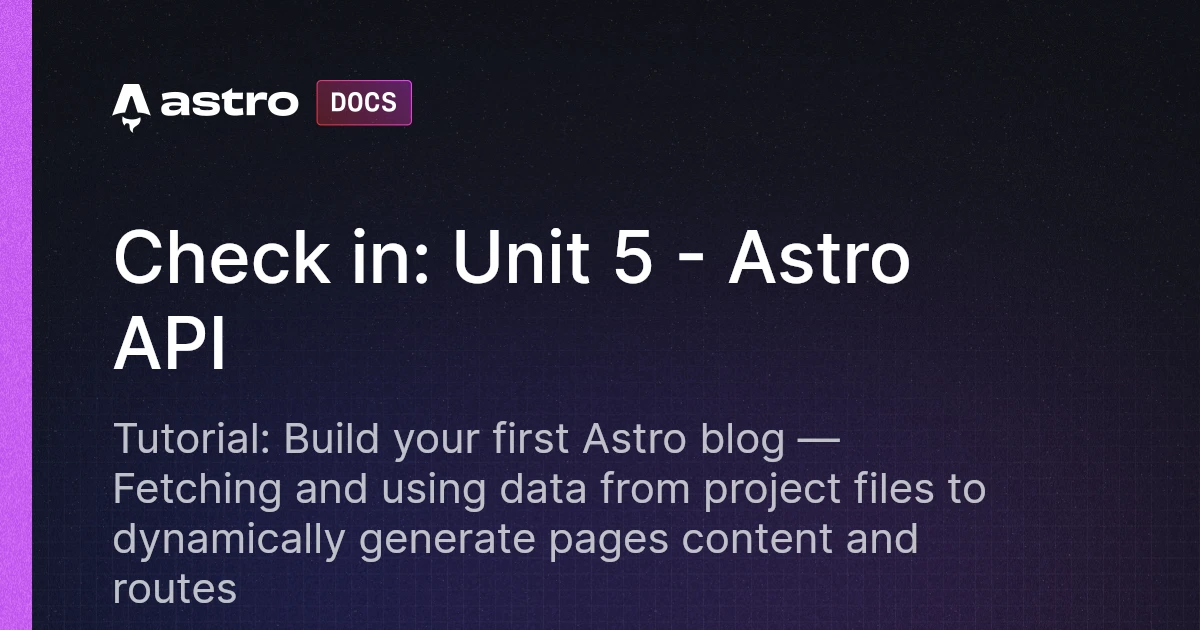 astro DOCS
Check in: Unit 5 - Astro
API
Tutorial: Build your first Astro blog —
Fetching and using data from project files to
dynamically generate pages content and
routes